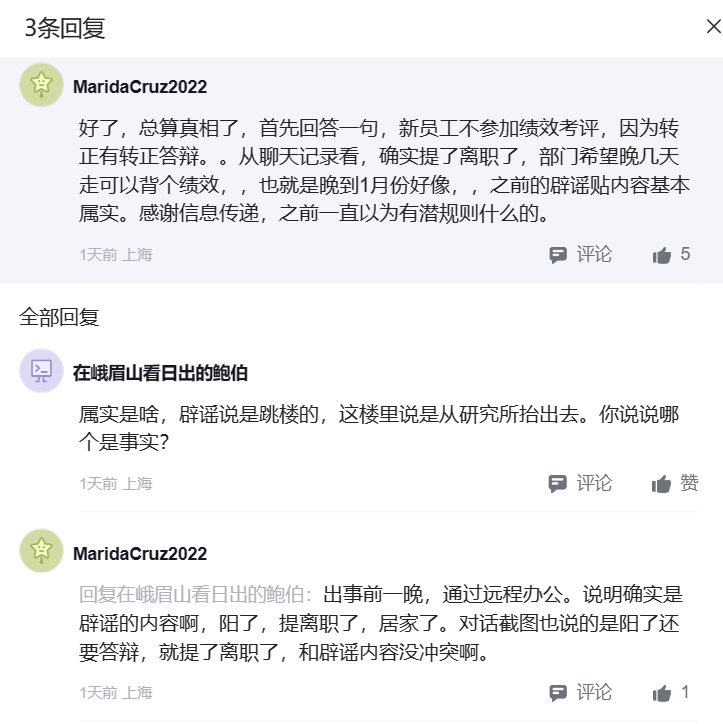 3条回复
MaridaCruz2022
好了，总算真相了，首先回答一句，新员工不参加绩效考评，因为转
正有转正答辩。。从聊天记录看，确实提了离职了，部门希望晚几天
走可以背个绩效，，也就是晚到1月份好像，，之前的辟谣贴内容基本
属实。感谢信息传递，之前一直以为有潜规则什么的。
1天前 上海
评论
5
全部回复
在峨眉山看日出的鲍伯
属实是啥，辟谣说是跳楼的，这楼里说是从研究所抬出去。你说说哪
个是事实？
1天前 上海
评论
赞
MaridaCruz2022
回复在峨眉山看日出的鲍伯：出事前一晚，通过远程办公。说明确实是
辟谣的内容啊，阳了，提离职了，居家了。对话截图也说的是阳了还
要答辩，就提了离职了，和辟谣内容没冲突啊。
1天前 上海
评论
1